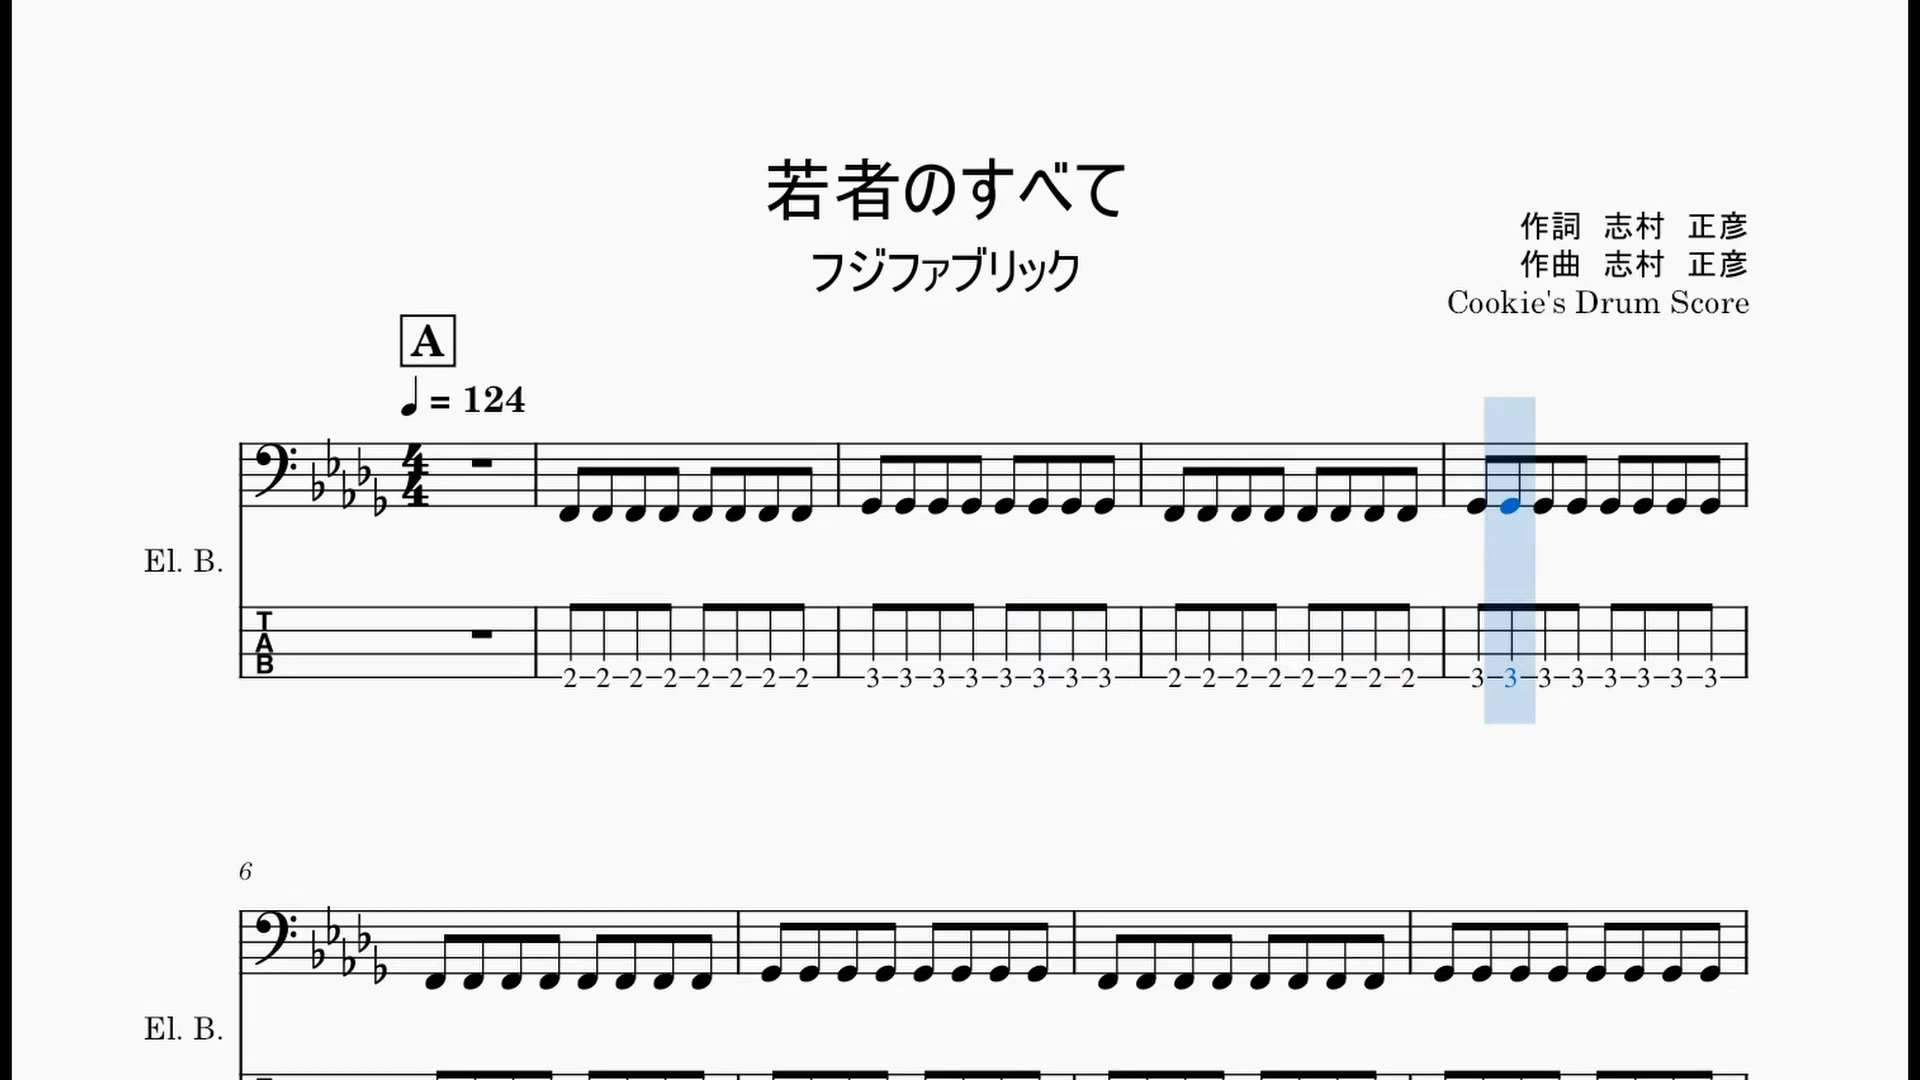 若者のすべて
フジファブリック
作詞 志村 正彦
作曲 志村 正彦
Cookie's Drum Score
A
= 124
4
4
El. B.
T
A
B
2-2-2-2-2-2-2-2 3-3-3-3-3-3-3-3 2-2-2-2-2-2-2-2 3-3-3-3-3-3-3-3
6
El. B.